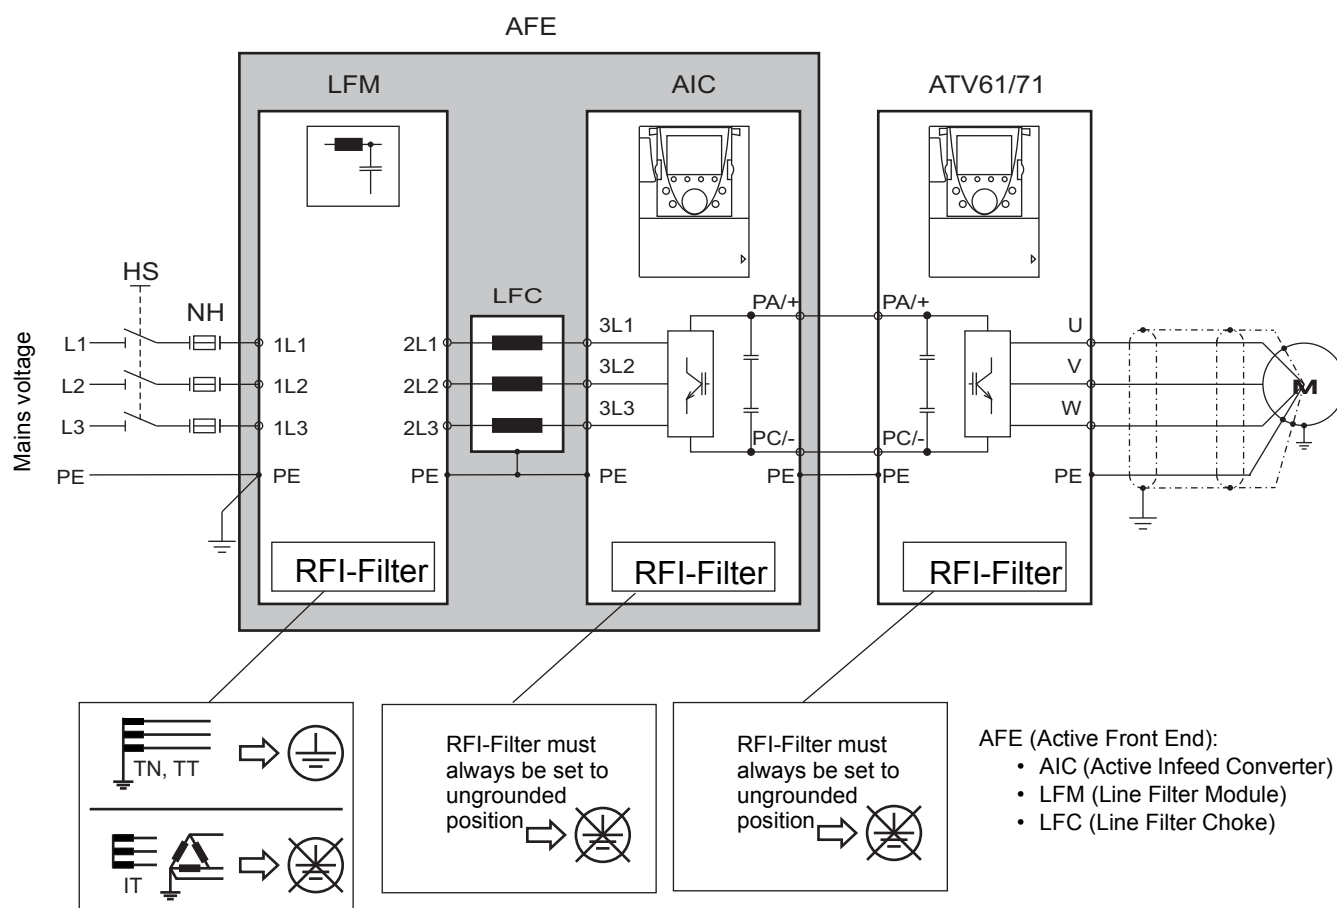 AFE
LFM
AIC
ATV61/71
HS
NH
LFC
Mains voltage
PA/+
PA/+
L1
1L1
2L1
3L1
U
L2
1L2
2L2
3L2
V
L3
1L3
2L3
3L3
W
M
PC/-
PC/-
PE
PE
PE
PE
PE
PE
RFI-Filter
RFI-Filter
RFI-Filter
TN, TT
IT
RFI-Filter must
always be set to
ungrounded
position
RFI-Filter must
always be set to
ungrounded
position
AFE (Active Front End):
• AIC (Active Infeed Converter)
• LFM (Line Filter Module)
• LFC (Line Filter Choke)